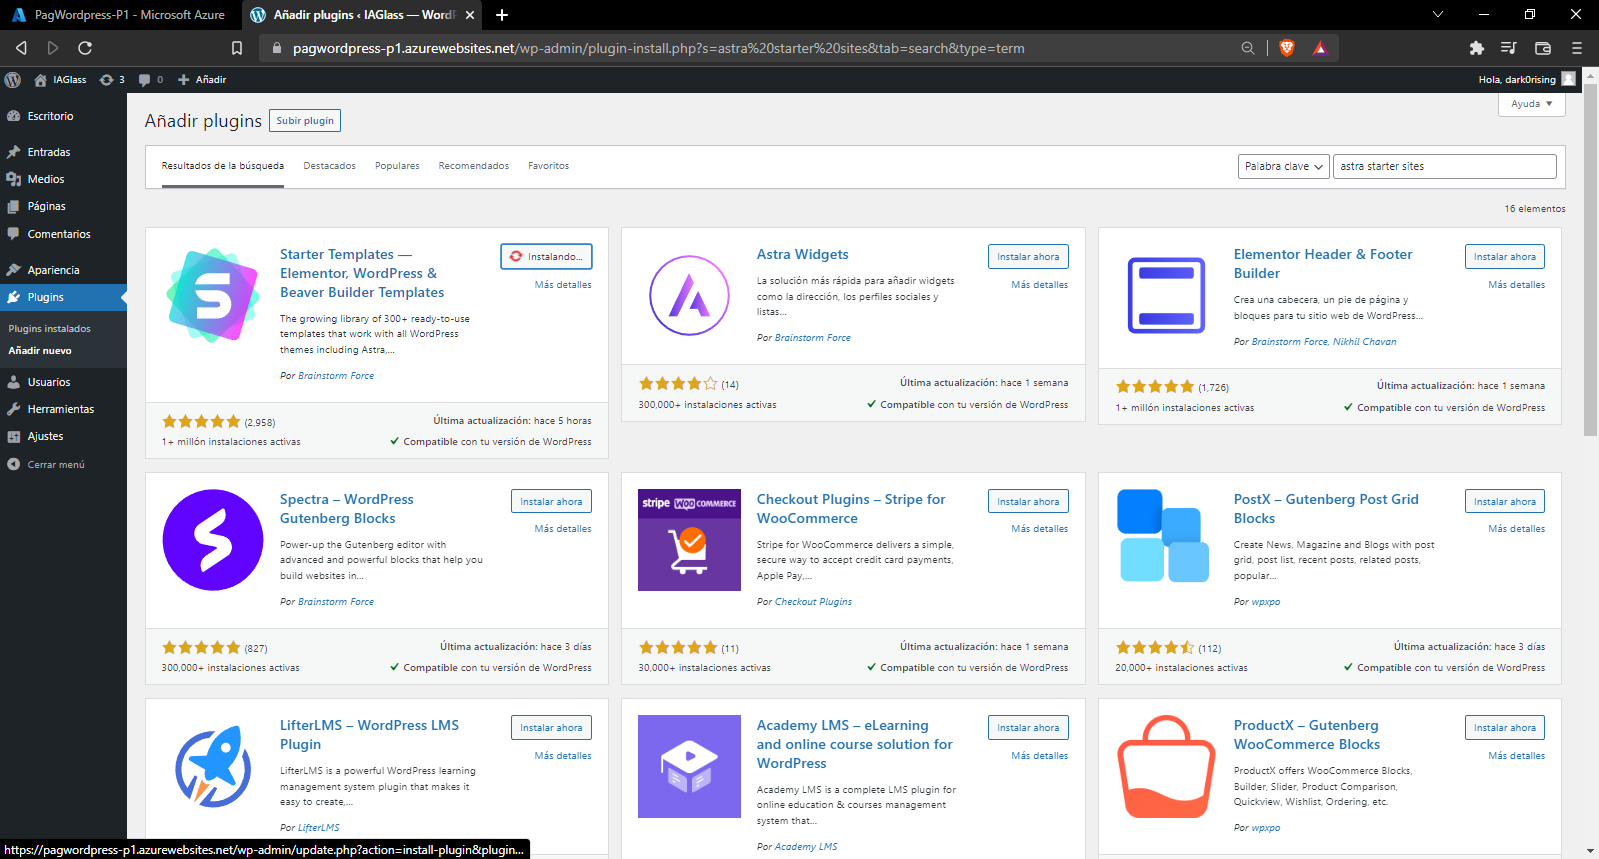 PagWordpress-P1 - Microsoft Azure
Añadir plugins ‹ IAGlass — WordP
pagwordpress-p1.azurewebsites.net/wp-admin/plugin-install.php?s=astra%20starter%20sites&tab=search&type=term
IAGlass
3
0
Añadir
Hola, dark0rising
Escritorio
Entradas
Medios
Páginas
Comentarios
Apariencia
Plugins
Plugins instalados
Añadir nuevo
Usuarios
Herramientas
Ajustes
Cerrar menú
Ayuda
Añadir plugins
Subir plugin
Resultados de la búsqueda
Destacados
Populares
Recomendados
Favoritos
Palabra clave
astra starter sites
16 elementos
Starter Templates —
Elementor, WordPress &
Beaver Builder Templates
Instalando...
Más detalles
The growing library of 300+ ready-to-use
templates that work with all WordPress
themes including Astra,...
Por Brainstorm Force
(2,958)
Última actualización: hace 5 horas
1+ millón instalaciones activas
Compatible con tu versión de WordPress
Astra Widgets
Instalar ahora
Más detalles
La solución más rápida para añadir widgets
como la dirección, los perfiles sociales y
listas...
Por Brainstorm Force
(14)
Última actualización: hace 1 semana
300,000+ instalaciones activas
Compatible con tu versión de WordPress
Elementor Header & Footer
Builder
Instalar ahora
Más detalles
Crea una cabecera, un pie de página y
bloques para tu sitio web de WordPress...
Por Brainstorm Force, Nikhil Chavan
(1,726)
Última actualización: hace 1 semana
1+ millón instalaciones activas
Compatible con tu versión de WordPress
Spectra – WordPress
Gutenberg Blocks
Instalar ahora
Más detalles
Power-up the Gutenberg editor with
advanced and powerful blocks that help you
build websites in...
Por Brainstorm Force
(827)
Última actualización: hace 3 días
300,000+ instalaciones activas
Compatible con tu versión de WordPress
stripe WOO COMMERCE
Checkout Plugins – Stripe for
WooCommerce
Instalar ahora
Más detalles
Stripe for WooCommerce delivers a simple,
secure way to accept credit card payments,
Apple Pay,...
Por Checkout Plugins
(11)
Última actualización: hace 1 semana
30,000+ instalaciones activas
Compatible con tu versión de WordPress
PostX – Gutenberg Post Grid
Blocks
Instalar ahora
Más detalles
Create News, Magazine and Blogs with post
grid, post list, recent posts, related posts,
popular...
Por wpxpo
(112)
Última actualización: hace 3 días
20,000+ instalaciones activas
Compatible con tu versión de WordPress
LifterLMS – WordPress LMS
Plugin
Instalar ahora
Más detalles
LifterLMS is a powerful WordPress learning
management system plugin that makes it
easy to create,...
Por LifterLMS
Academy LMS – eLearning
and online course solution for
WordPress
Instalar ahora
Más detalles
Academy LMS is a complete LMS plugin for
online education & courses management
system that...
Por Academy LMS
ProductX – Gutenberg
WooCommerce Blocks
Instalar ahora
Más detalles
ProductX offers WooCommerce Blocks,
Builder, Slider, Product Comparison,
Quickview, Wishlist, Ordering, etc.
Por wpxpo
https://pagwordpress-p1.azurewebsites.net/wp-admin/update.php?action=install-plugin&plugin...